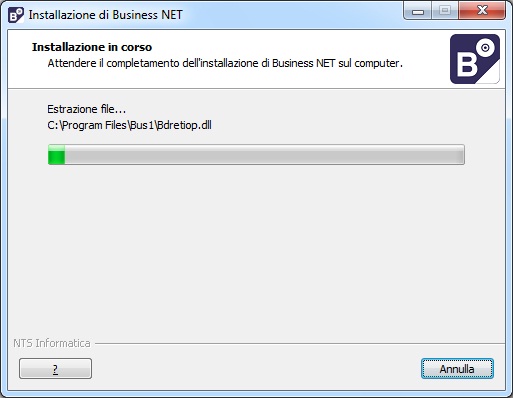 Installazione di Business NET
Installazione in corso
Attendere il completamento dell'installazione di Business NET sul computer.
B
Estrazione file...
C:\Program Files\Bus1\Bdretiop.dll
NTS Informatica
?
Annulla